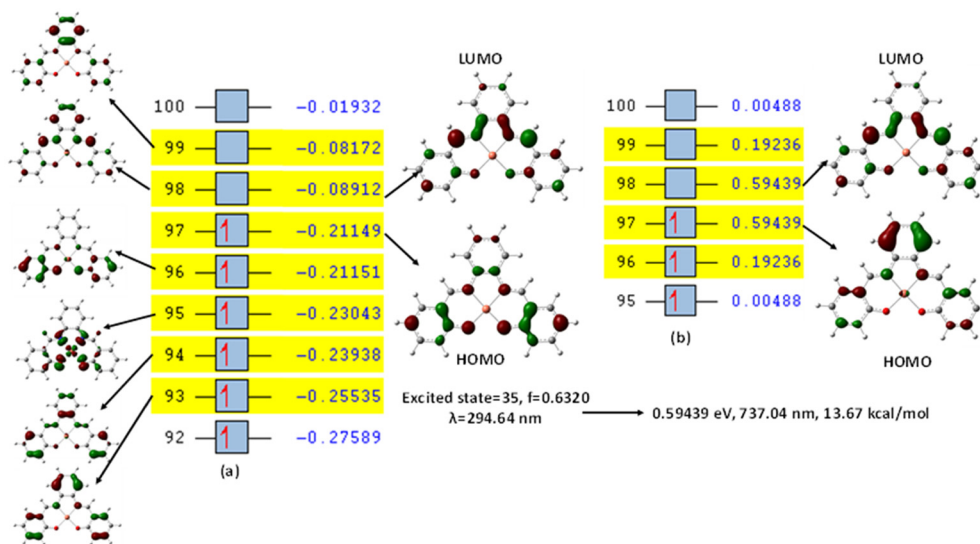 LUMO
100 -0.01932
99 -0.08172
98 -0.08912
97 -0.21149
96 -0.21151
95 -0.23043
94 -0.23938
93 -0.25535
92 -0.27589
(a)
HOMO
LUMO
100 0.00488
99 0.19236
98 0.59439
97 0.59439
96 0.19236
95 0.00488
(b)
HOMO
Excited state=35, f=0.6320
λ=294.64 nm
0.59439 eV, 737.04 nm, 13.67 kcal/mol